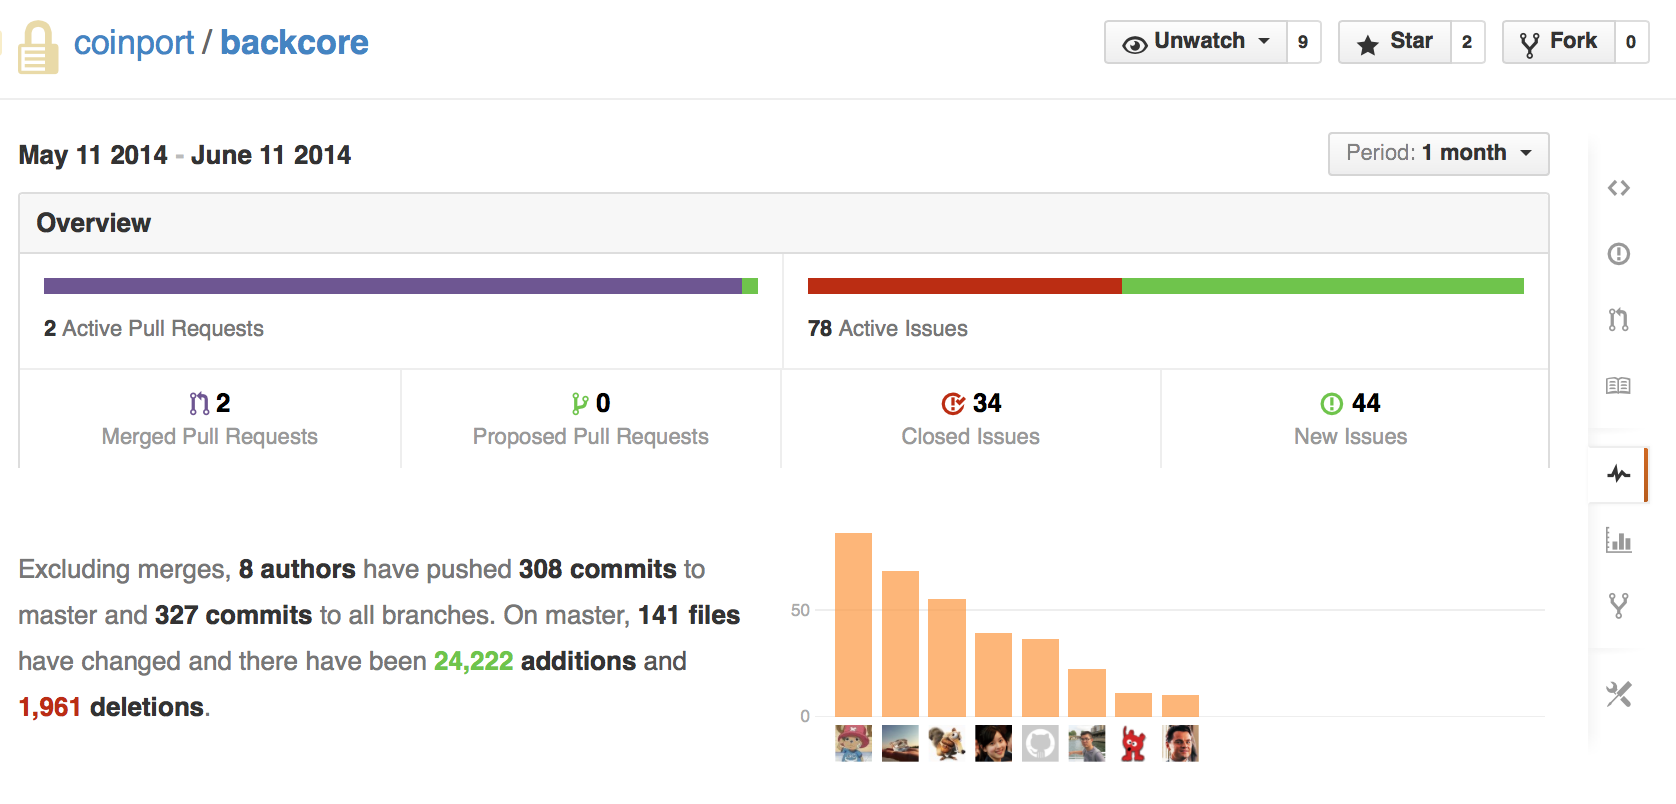 coinport / backcore
Unwatch 9
Star 2
Fork 0
May 11 2014 - June 11 2014
Period: 1 month
Overview
2 Active Pull Requests
78 Active Issues
2
Merged Pull Requests
0
Proposed Pull Requests
34
Closed Issues
44
New Issues
Excluding merges, 8 authors have pushed 308 commits to
master and 327 commits to all branches. On master, 141 files
have changed and there have been 24,222 additions and
1,961 deletions.
50
0